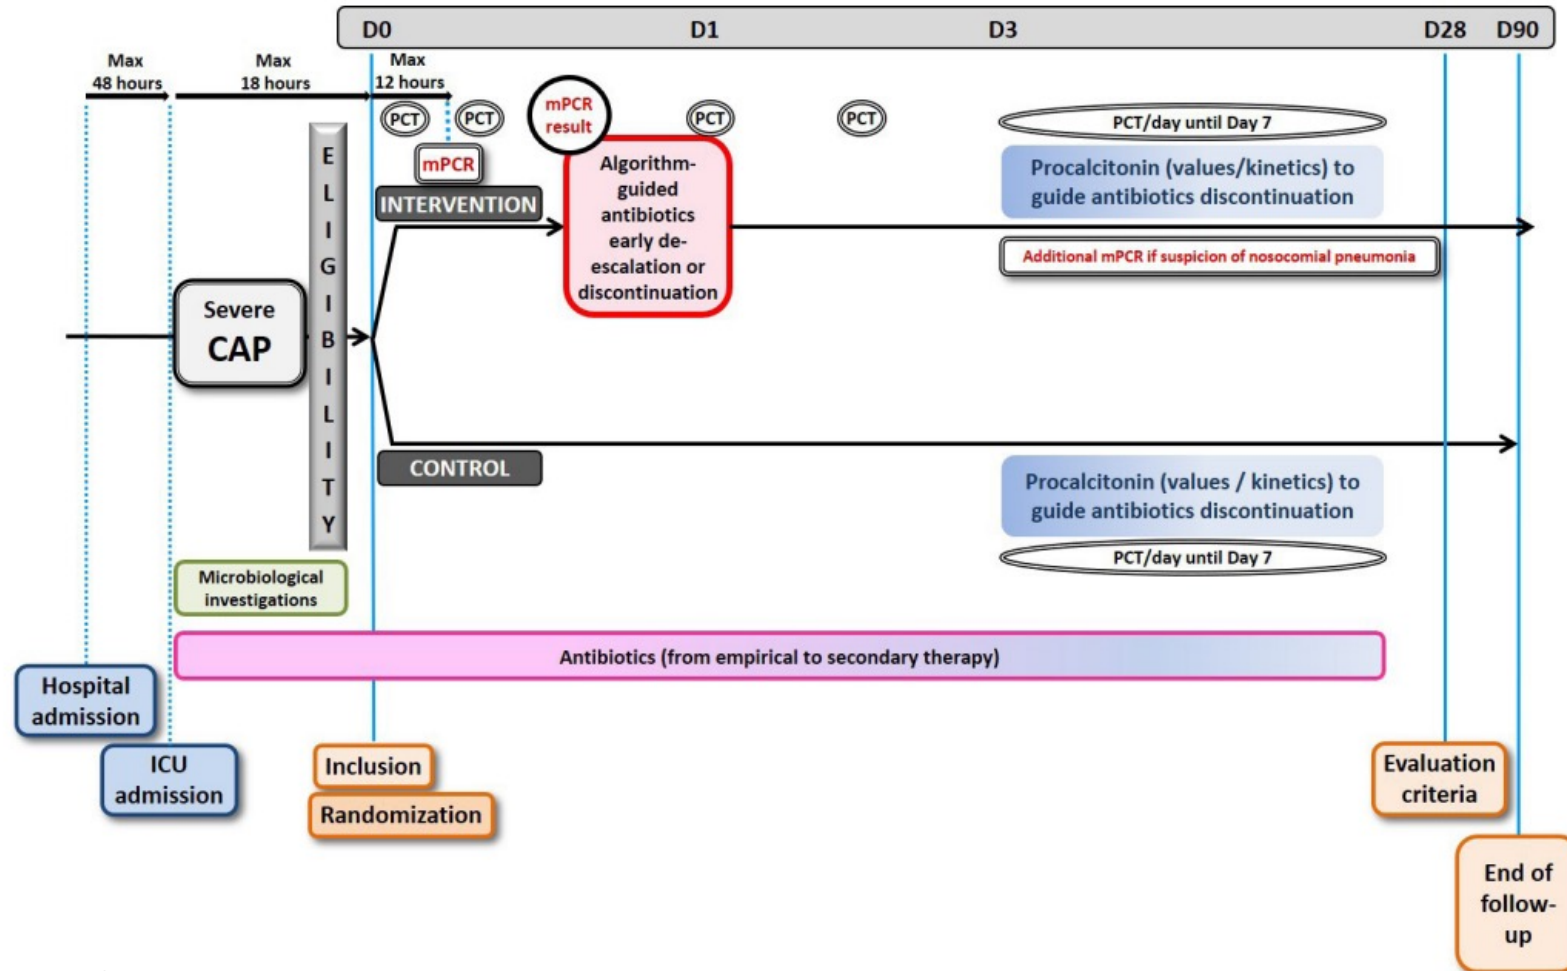 D0 D1 D3 D28 D90
Max
48 hours
Max
18 hours
Max
12 hours
PCT
PCT
mPCR
result
PCT
PCT
PCT/day until Day 7
mPCR
INTERVENTION
Algorithm-
guided
antibiotics
early de-
escalation or
discontinuation
Procalcitonin (values/kinetics) to
guide antibiotics discontinuation
Additional mPCR if suspicion of nosocomial pneumonia
Severe
CAP
E
L
I
G
I
B
I
L
I
T
Y
CONTROL
Procalcitonin (values / kinetics) to
guide antibiotics discontinuation
PCT/day until Day 7
Microbiological
investigations
Antibiotics (from empirical to secondary therapy)
Hospital
admission
ICU
admission
Inclusion
Randomization
Evaluation
criteria
End of
follow-
up